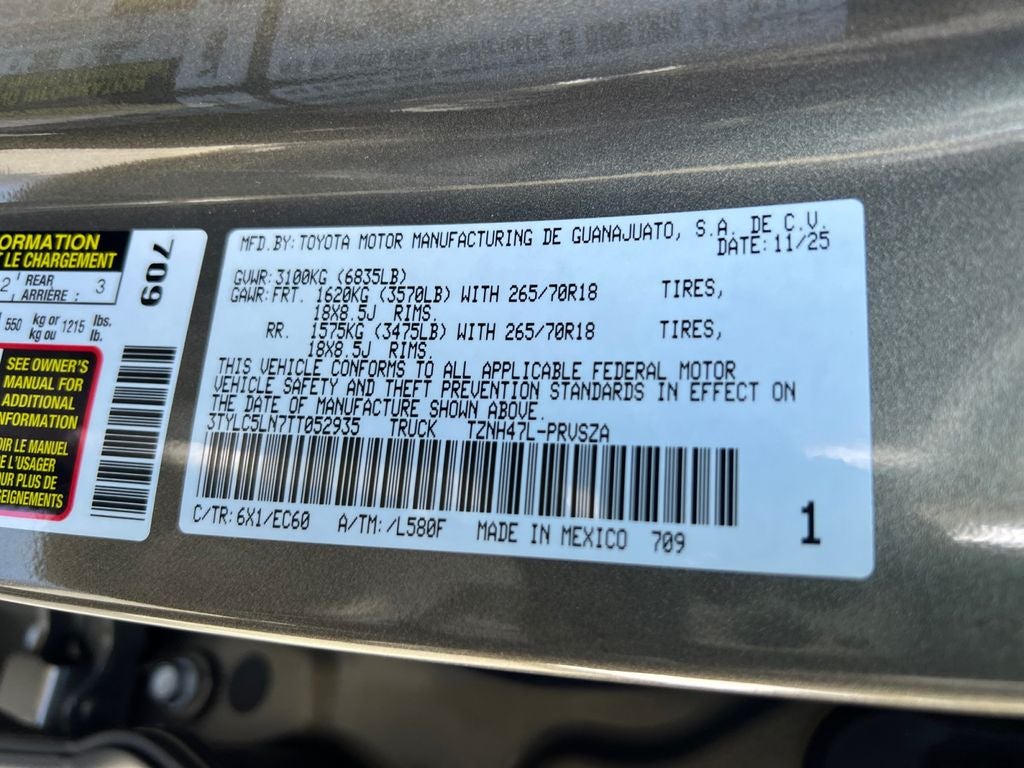 ORMATION
T LE CHARGEMENT
2, REAR
ARRIÈRE : 3
550 kg or 1215 lbs.
kg ou lb.
SEE OWNER'S
MANUAL FOR
ADDITIONAL
NFORMATION
OIR LE MANUEL
E L'USAGER
UR PLUS DE
SEIGNEMENTS
709
MFD.BY:TOYOTA MOTOR MANUFACTURING DE GUANAJUATO, S.A. DE C.V.
DATE:11/25
GVWR:3100KG (6835LB)
GAWR:FRT. 1620KG (3570LB) WITH 265/70R18 TIRES,
18X8.5J RIMS.
RR. 1575KG (3475LB) WITH 265/70R18 TIRES,
18X8.5J RIMS.
THIS VEHICLE CONFORMS TO ALL APPLICABLE FEDERAL MOTOR
VEHICLE SAFETY AND THEFT PREVENTION STANDARDS IN EFFECT ON
THE DATE OF MANUFACTURE SHOWN ABOVE.
3TYLC5LN7TT052935 TRUCK TZNH47L-PRVSZA
C/TR:6X1/EC60 A/TM:/L580F MADE IN MEXICO 709
1